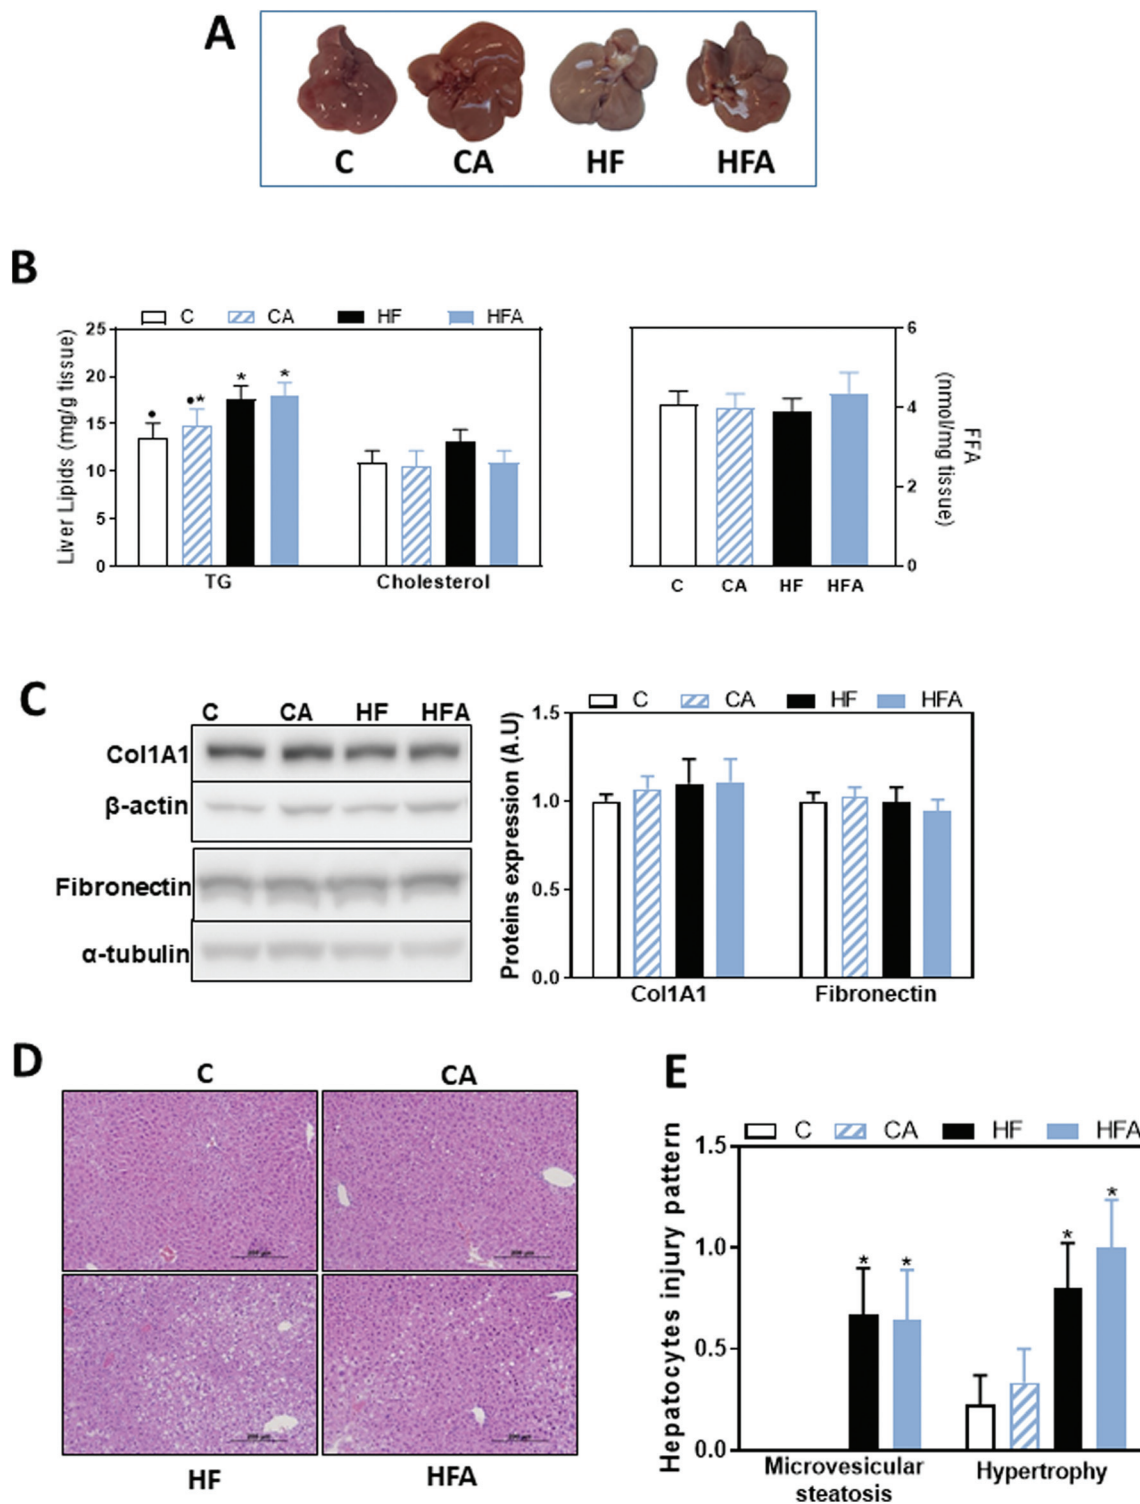 A
C CA HF HFA
B
C CA HF HFA
Liver Lipids (mg/g tissue)
25
20
15
10
5
0
• •* * *
TG Cholesterol
6
4
2
0
FFA
(nmol/mg tissue)
C CA HF HFA
C
C CA HF HFA
Col1A1
β-actin
Fibronectin
α-tubulin
C CA HF HFA
Proteins expression (A.U)
1.5
1.0
0.5
0.0
Col1A1 Fibronectin
D
C CA
HF HFA
E
C CA HF HFA
Hepatocytes injury pattern
1.5
1.0
0.5
0.0
* * * *
Microvesicular
steatosis
Hypertrophy